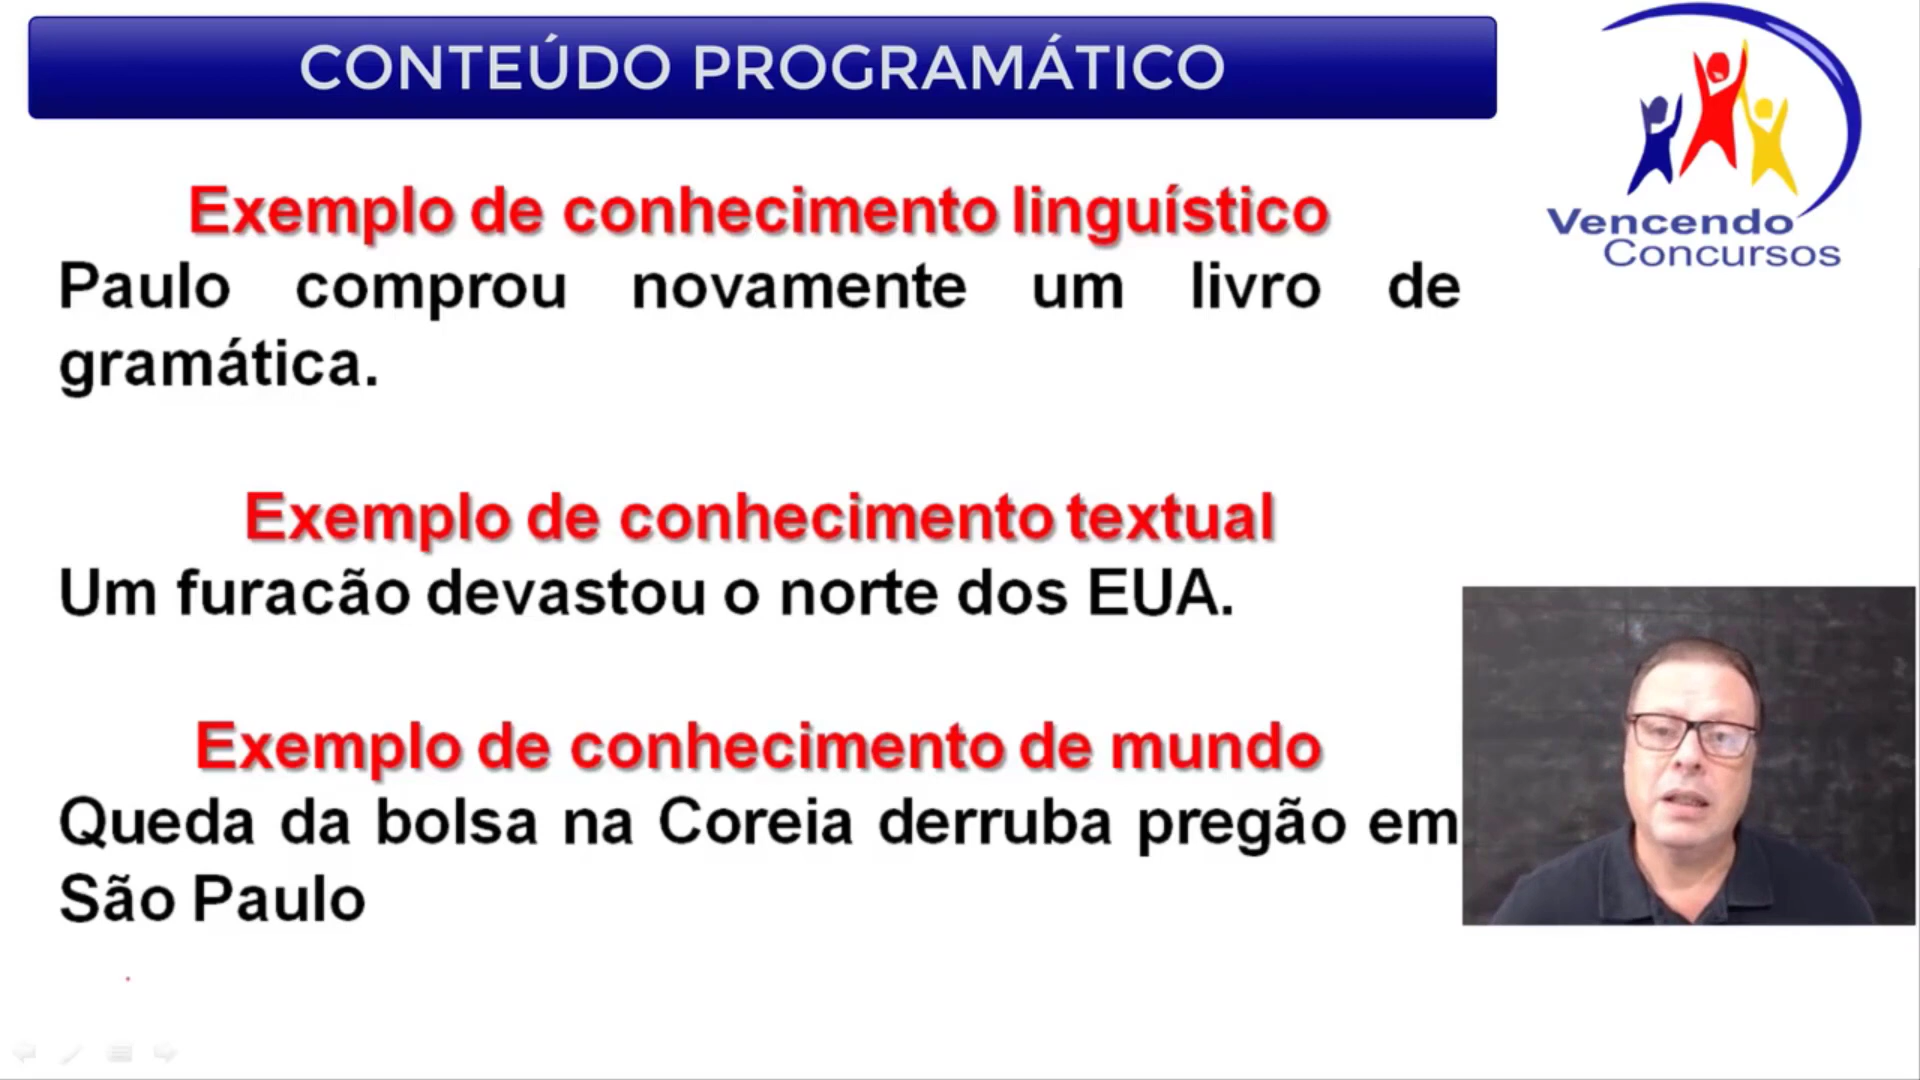 CONTEÚDO PROGRAMÁTICO
Vencendo
Concursos
Exemplo de conhecimento linguístico
Paulo comprou novamente um livro de
gramática.
Exemplo de conhecimento textual
Um furacão devastou o norte dos EUA.
Exemplo de conhecimento de mundo
Queda da bolsa na Coreia derruba pregão em
São Paulo